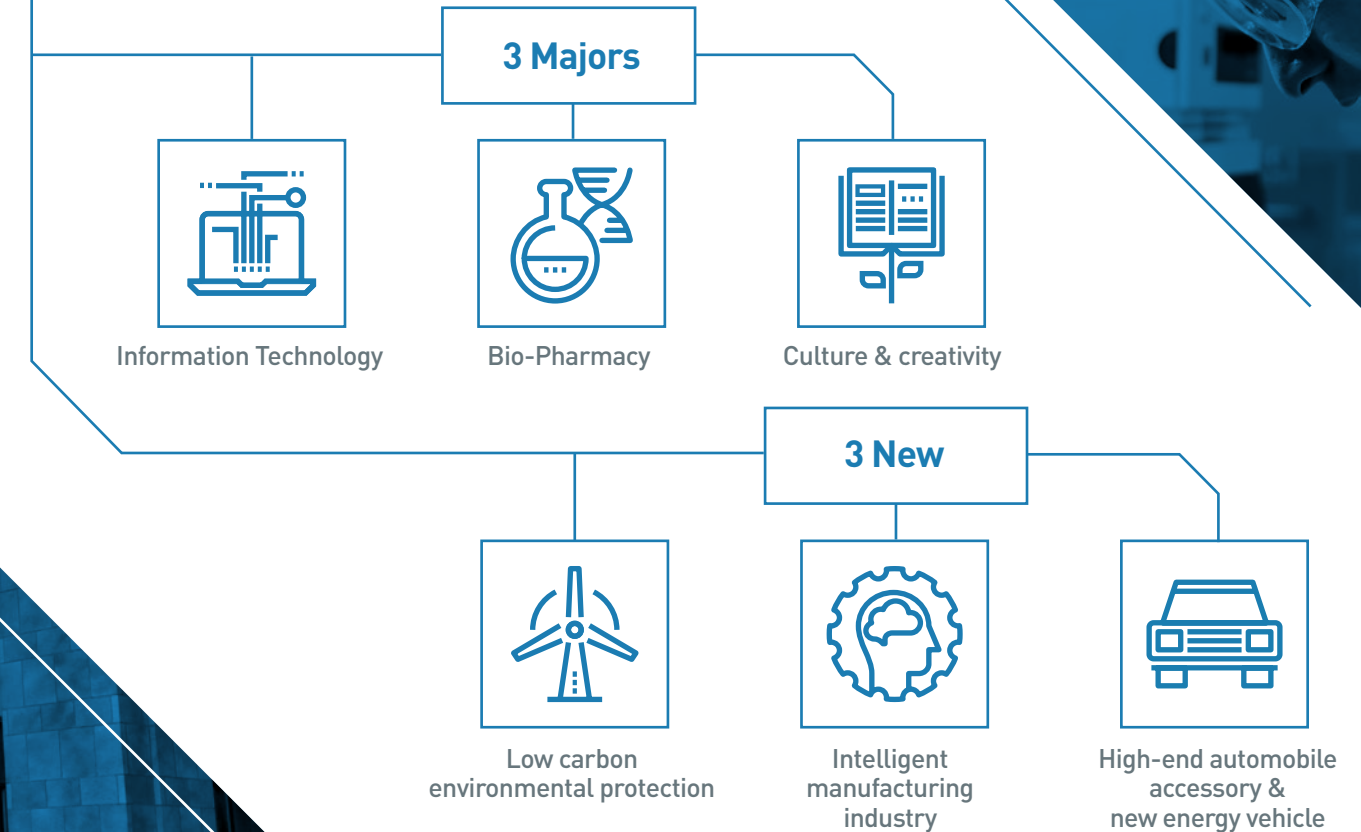 3 Majors
Information Technology
Bio-Pharmacy
Culture & creativity
3 New
Low carbon
environmental protection
Intelligent
manufacturing
industry
High-end automobile
accessory &
new energy vehicle